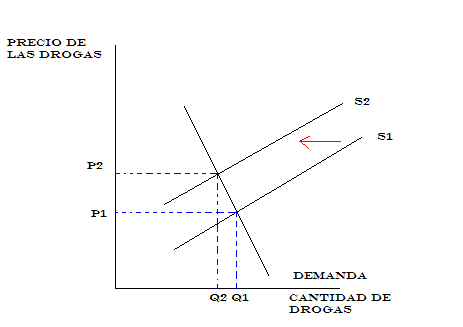 PRECIO DE
LAS DROGAS
S2
S1
P2
P1
DEMANDA
Q2 Q1
CANTIDAD DE
DROGAS